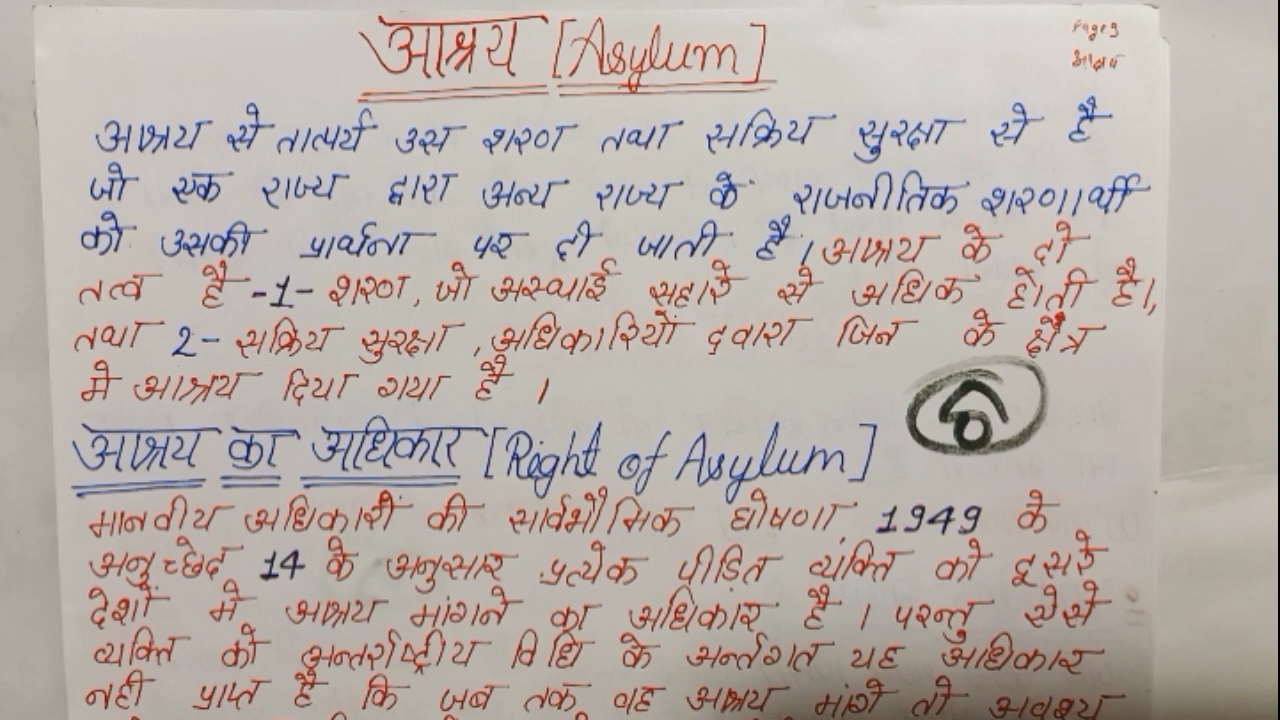 आश्रय [Asylum]
Page 9
आश्रय
आश्रय से तात्पर्य उस शरण तथा सक्रिय सुरक्षा से है
जो एक राज्य द्वारा अन्य राज्य के राजनीतिक शरणार्थी
को उसकी प्रार्थना पर दी जाती है। आश्रय के दो
तत्व है -1- शरण, जो अस्थाई सहारे से अधिक होती है।,
तथा 2- सक्रिय सुरक्षा ,अधिकारियों द्वारा जिन के क्षेत्र
मे आश्रय दिया गया है ।
6
आश्रय का अधिकार [Right of Asylum]
मानवीय अधिकारों की सार्वभौमिक घोषणा, 1949 के
अनुच्छेद 14 के अनुसार प्रत्येक पीड़ित व्यक्ति को दूसरे
देशों मे आश्रय मांगने का अधिकार है । परन्तु ऐसे
व्यक्ति को अन्तर्राष्ट्रीय विधि के अर्न्तगत यह अधिकार
नही प्राप्त है कि जब तक वह आश्रय मांगे तो अवश्य